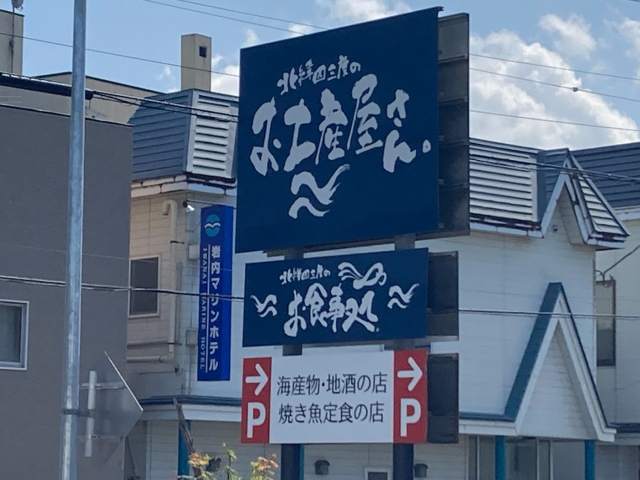 北緯四三度の
お土産屋さん。
北緯四三度の
お食事処。
海産物・地酒の店
焼き魚定食の店
P
P
岩内マリンホテル
IWANAI MARINE HOTEL